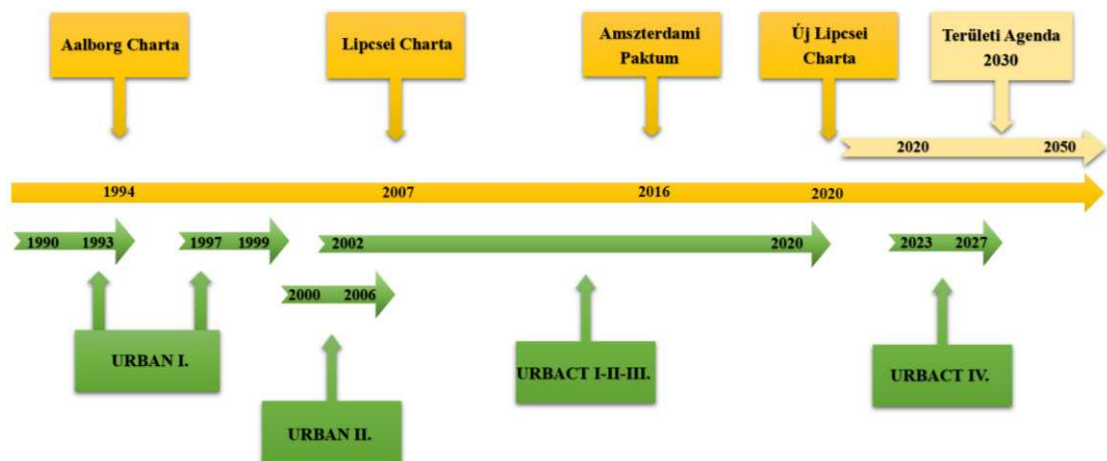 Aalborg Charta
Lipcsei Charta
Amszterdami
Paktum
Új Lipcsei
Charta
Területi Agenda
2030
2020 2050
1994 2007 2016 2020
1990 1993 1997 1999 2002 2020 2023 2027
2000 2006
URBAN I.
URBACT I-II-III.
URBACT IV.
URBAN II.